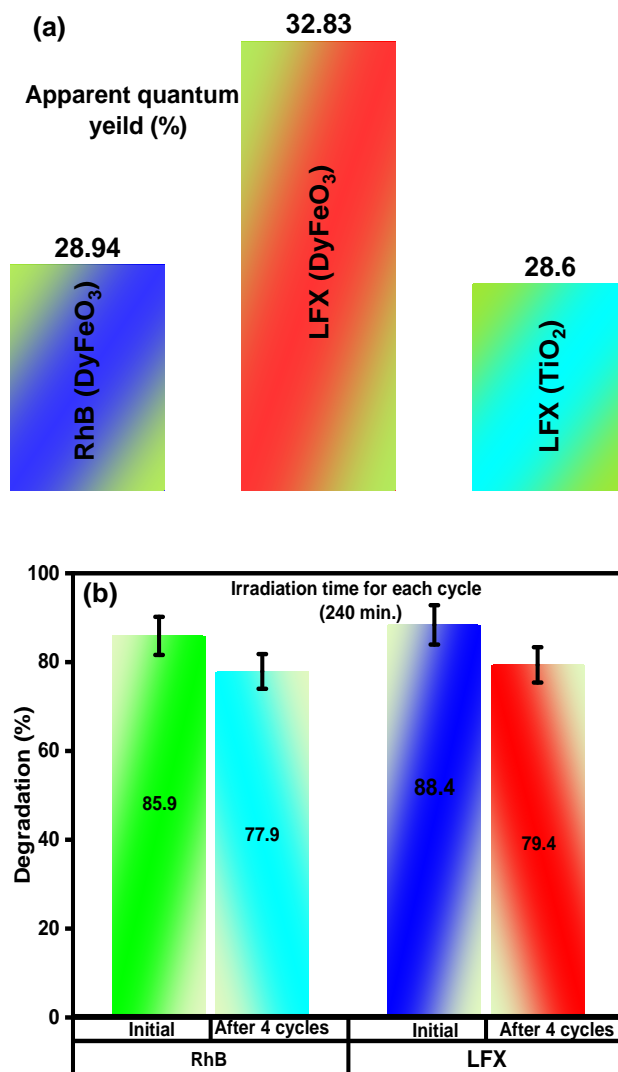 (a)
32.83
Apparent quantum
yeild (%)
28.94
28.6
RhB (DyFeO₃)
LFX (DyFeO₃)
LFX (TiO₂)
(b)
Irradiation time for each cycle
(240 min.)
Degradation (%)
100
80
60
40
20
0
85.9
77.9
88.4
79.4
Initial
After 4 cycles
Initial
After 4 cycles
RhB
LFX